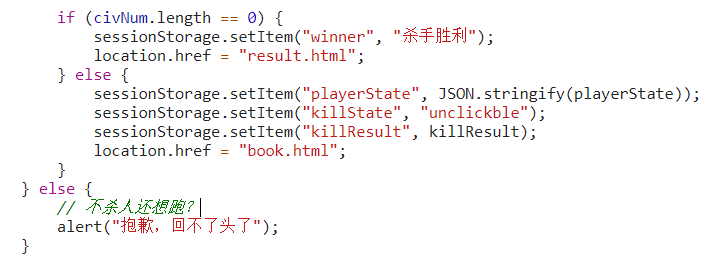 if (civNum.length == 0) {
sessionStorage.setItem("winner", "杀手胜利");
location.href = "result.html";
} else {
sessionStorage.setItem("playerState", JSON.stringify(playerState));
sessionStorage.setItem("killState", "unclickble");
sessionStorage.setItem("killResult", killResult);
location.href = "book.html";
}
} else {
// 不杀人还想跑？
alert("抱歉，回不了头了");
}